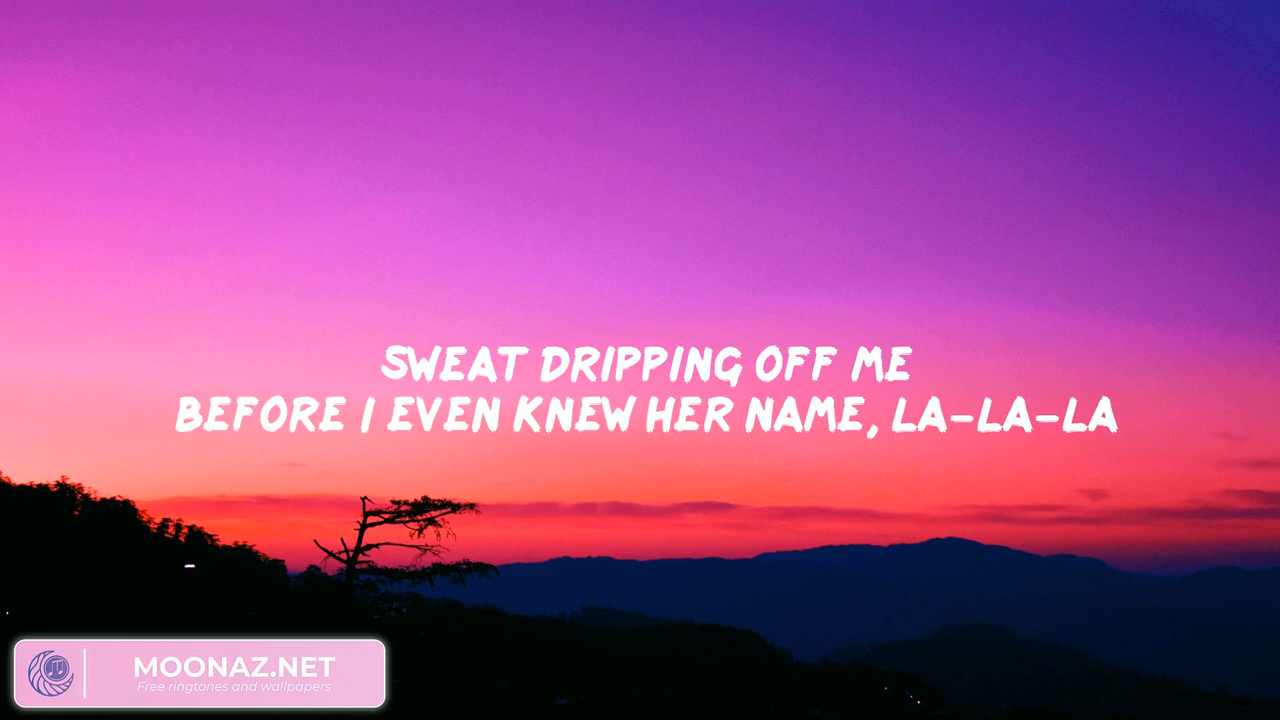 SWEAT DRIPPING OFF ME
BEFORE I EVEN KNEW HER NAME, LA-LA-LA
MOONAZ.NET
Free ringtones and wallpapers